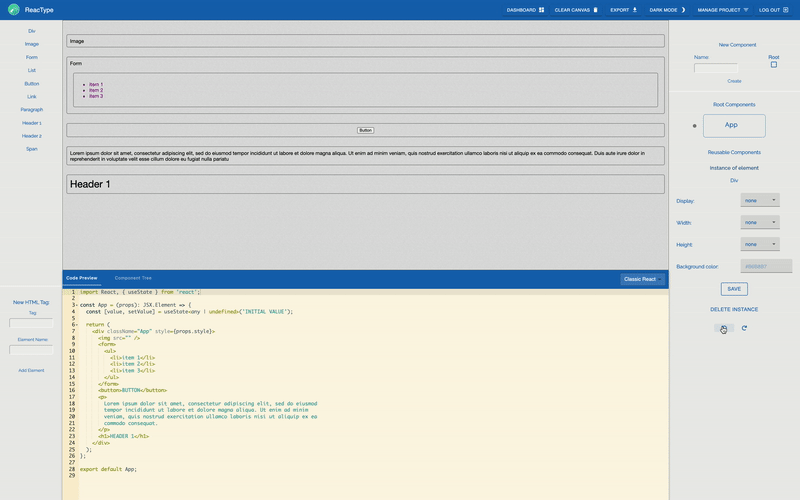 ReacType
DASHBOARD
CLEAR CANVAS
EXPORT
DARK MODE
MANAGE PROJECT
LOG OUT
Div
Image
Form
List
Button
Link
Paragraph
Header 1
Header 2
Span
New HTML Tag:
Tag:
Element Name:
Add Element
Image
Form
Item 1
Item 2
Item 3
Button
Lorem ipsum dolor sit amet, consectetur adipiscing elit, sed do eiusmod tempor incididunt ut labore et dolore magna aliqua. Ut enim ad minim veniam, quis nostrud exercitation ullamco laboris nisi ut aliquip ex ea commodo consequat. Duis aute irure dolor in
reprehenderit in voluptate velit esse cillum dolore eu fugiat nulla pariatu
Header 1
Code Preview
Component Tree
Classic React
1 import React, { useState } from 'react';
2
3 const App = (props): JSX.Element => {
4 const [value, setValue] = useState<any | undefined>('INITIAL VALUE');
5
6 return (
7 <div className="App" style={props.style}>
8 <img src="" />
9 <form>
10 <ul>
11 <li>item 1</li>
12 <li>item 2</li>
13 <li>item 3</li>
14 </ul>
15 </form>
16 <button>BUTTON</button>
17 <p>
18 Lorem ipsum dolor sit amet, consectetur adipiscing elit, sed do eiusmod
19 tempor incididunt ut labore et dolore magna aliqua. Ut enim ad minim
20 veniam, quis nostrud exercitation ullamco laboris nisi ut aliquip ex ea
21 commodo consequat.
22 </p>
23 <h1>HEADER 1</h1>
24 </div>
25 );
26 };
27
28 export default App;
29
New Component
Name:
Root
Create
Root Components
App
Reusable Components
Instance of element
Div
Display:
none
Width:
none
Height:
none
Background color:
SAVE
DELETE INSTANCE